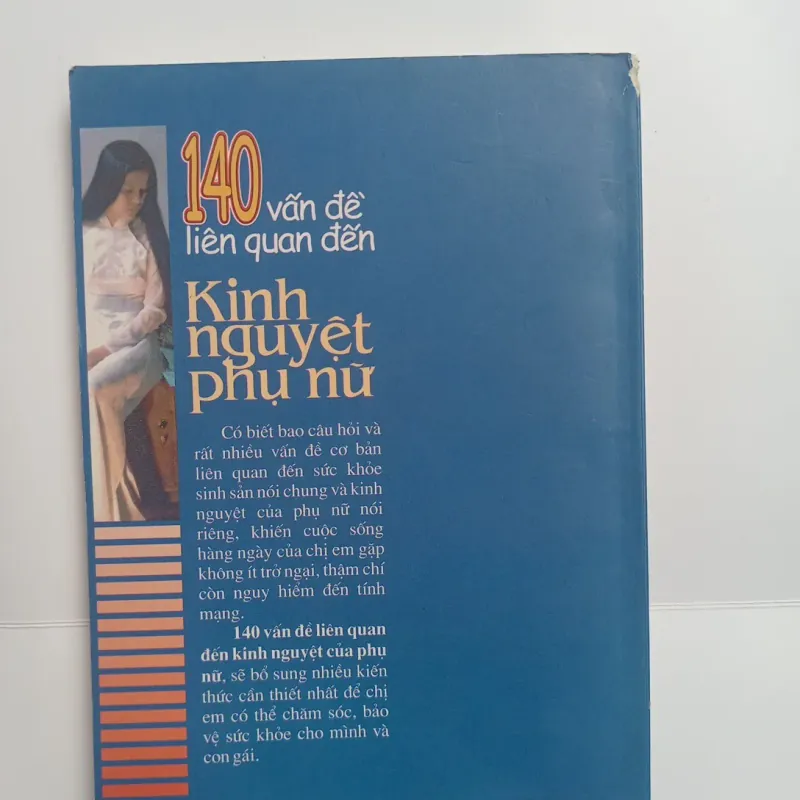 140 vấn đề
liên quan đến
Kinh
nguyệt
phụ nữ
Có biết bao câu hỏi và
rất nhiều vấn đề cơ bản
liên quan đến sức khỏe
sinh sản nói chung và kinh
nguyệt của phụ nữ nói
riêng, khiến cuộc sống
hàng ngày của chị em gặp
không ít trở ngại, thậm chí
còn nguy hiểm đến tính
mạng.
140 vấn đề liên quan
đến kinh nguyệt của phụ
nữ, sẽ bổ sung nhiều kiến
thức cần thiết nhất để chị
em có thể chăm sóc, bảo
vệ sức khỏe cho mình và
con gái.